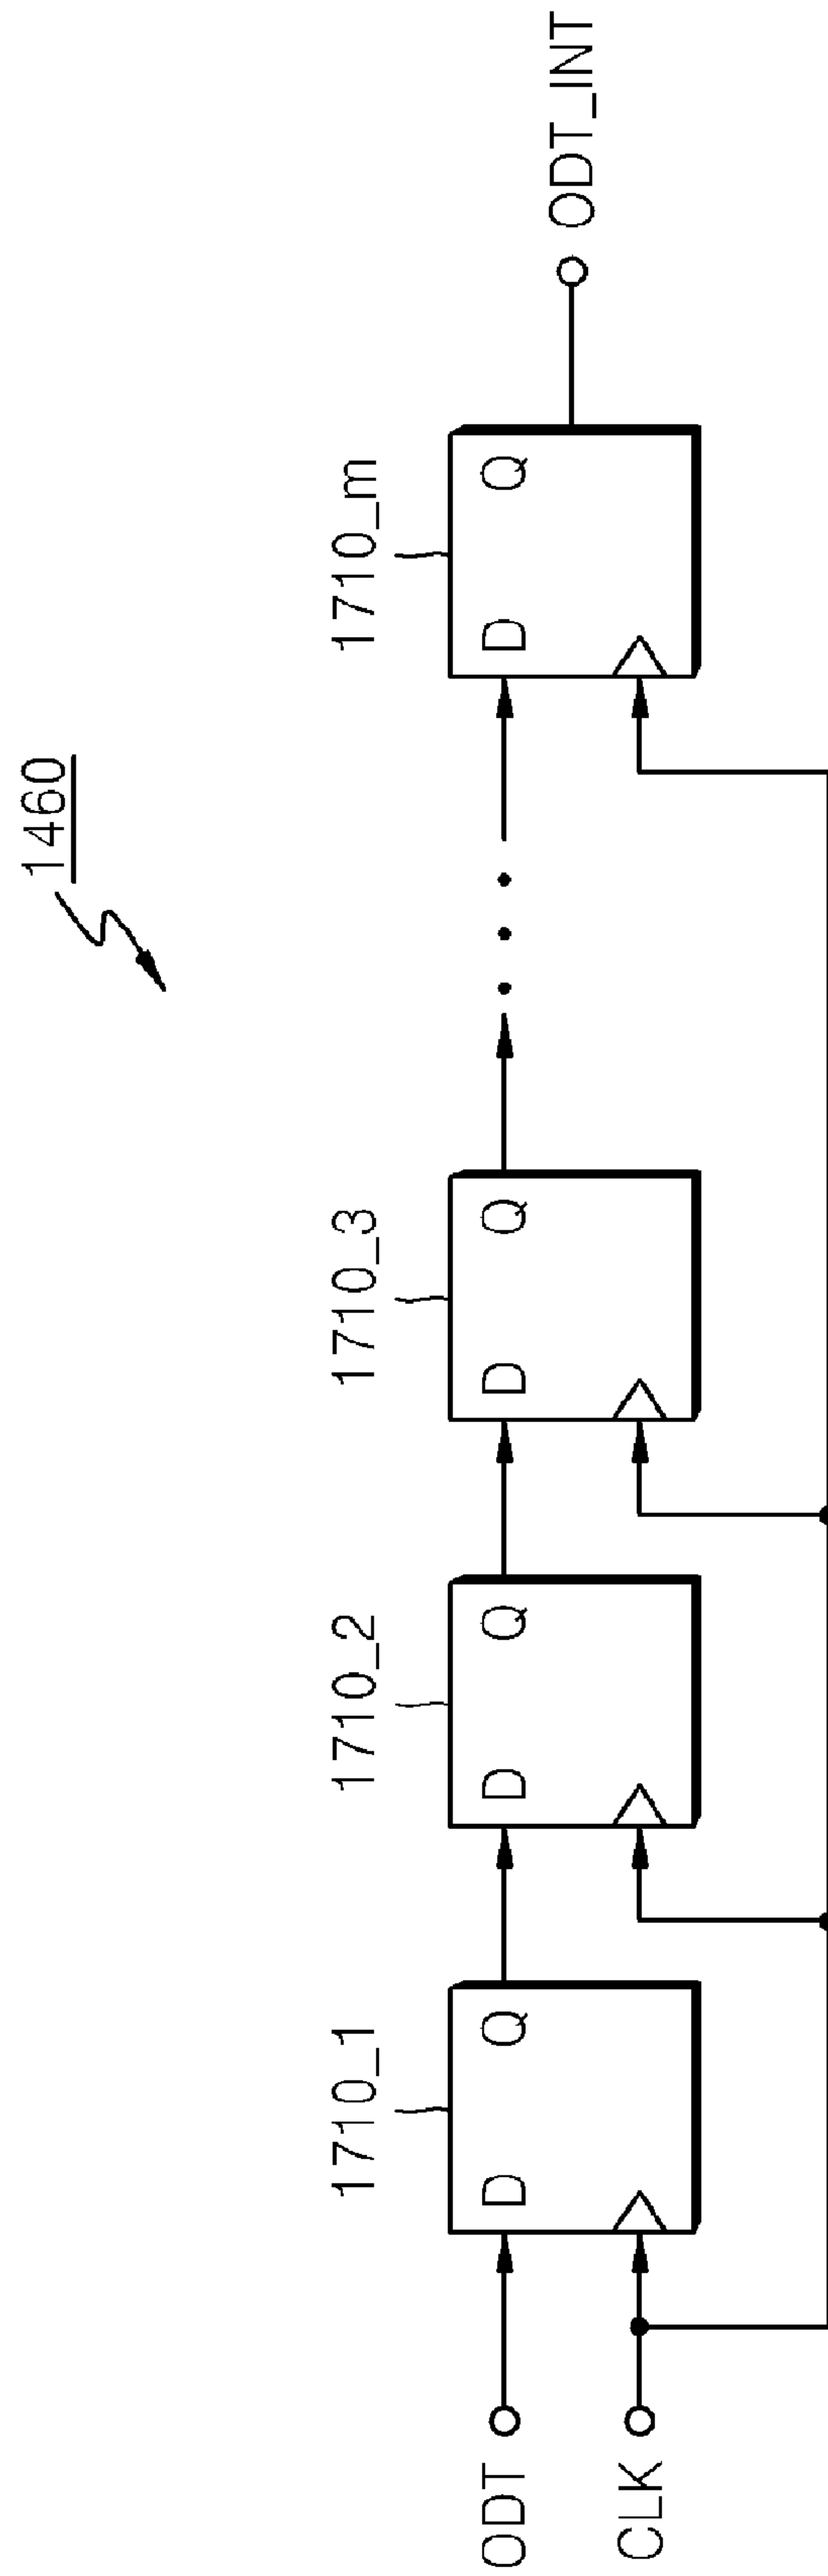 1460
1710_1
1710_2
1710_3
1710_m
D Q
D Q
D Q
D Q
ODT
CLK
ODT_INT